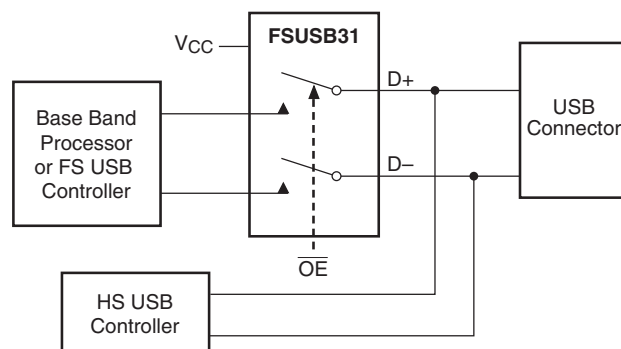 FSUSB31
VCC
D+
Base Band
Processor
or FS USB
Controller
USB
Connector
D–
OE
HS USB
Controller